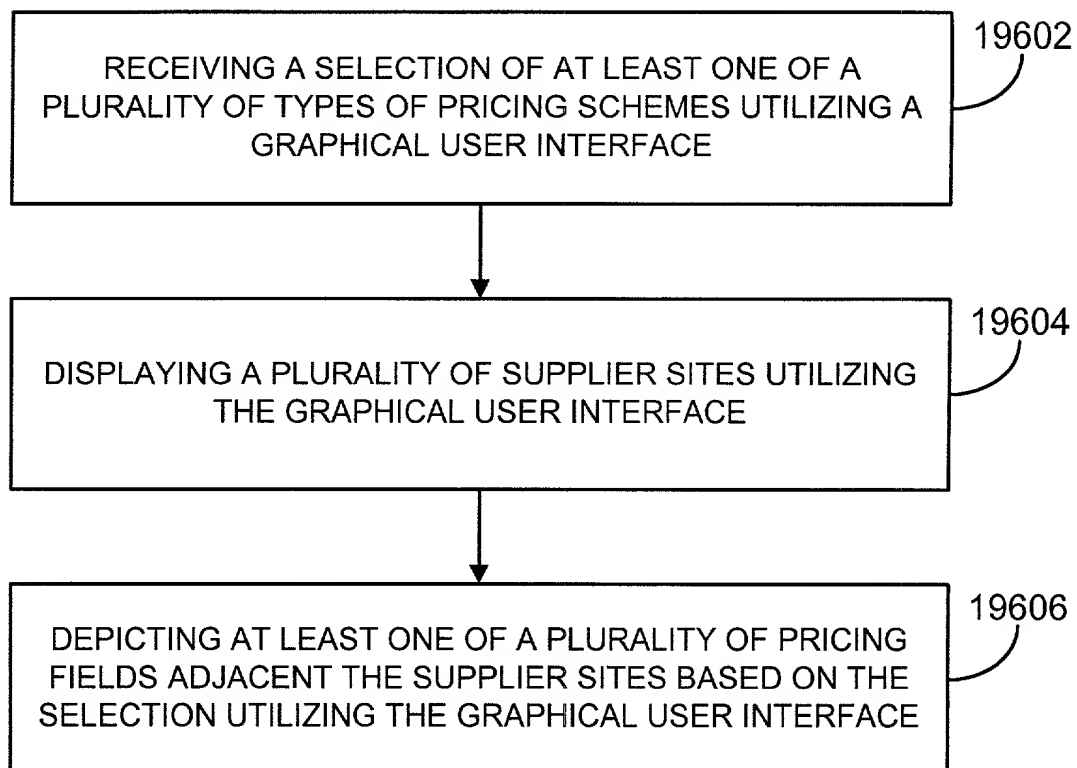 19602
RECEIVING A SELECTION OF AT LEAST ONE OF A
PLURALITY OF TYPES OF PRICING SCHEMES UTILIZING A
GRAPHICAL USER INTERFACE
19604
DISPLAYING A PLURALITY OF SUPPLIER SITES UTILIZING
THE GRAPHICAL USER INTERFACE
19606
DEPICTING AT LEAST ONE OF A PLURALITY OF PRICING
FIELDS ADJACENT THE SUPPLIER SITES BASED ON THE
SELECTION UTILIZING THE GRAPHICAL USER INTERFACE